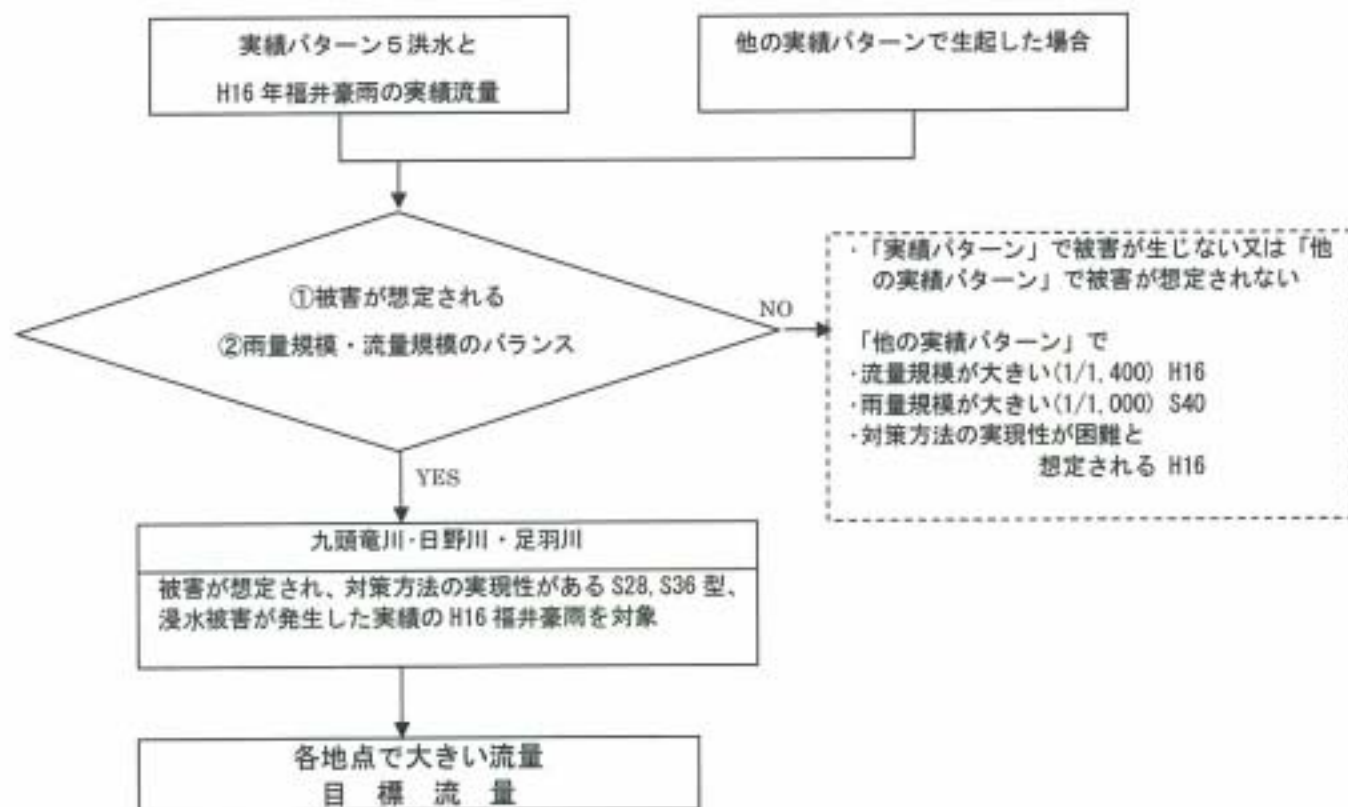 実績パターン５洪水と
H16 年福井豪雨の実績流量
他の実績パターンで生起した場合
①被害が想定される
②雨量規模・流量規模のバランス
NO
・「実績パターン」で被害が生じない又は「他
の実績パターン」で被害が想定されない
「他の実績パターン」で
・流量規模が大きい(1/1,400) H16
・雨量規模が大きい(1/1,000) S40
・対策方法の実現性が困難と
想定される H16
YES
九頭竜川・日野川・足羽川
被害が想定され、対策方法の実現性がある S28, S36 型、
浸水被害が発生した実績の H16 福井豪雨を対象
各地点で大きい流量
目 標 流 量